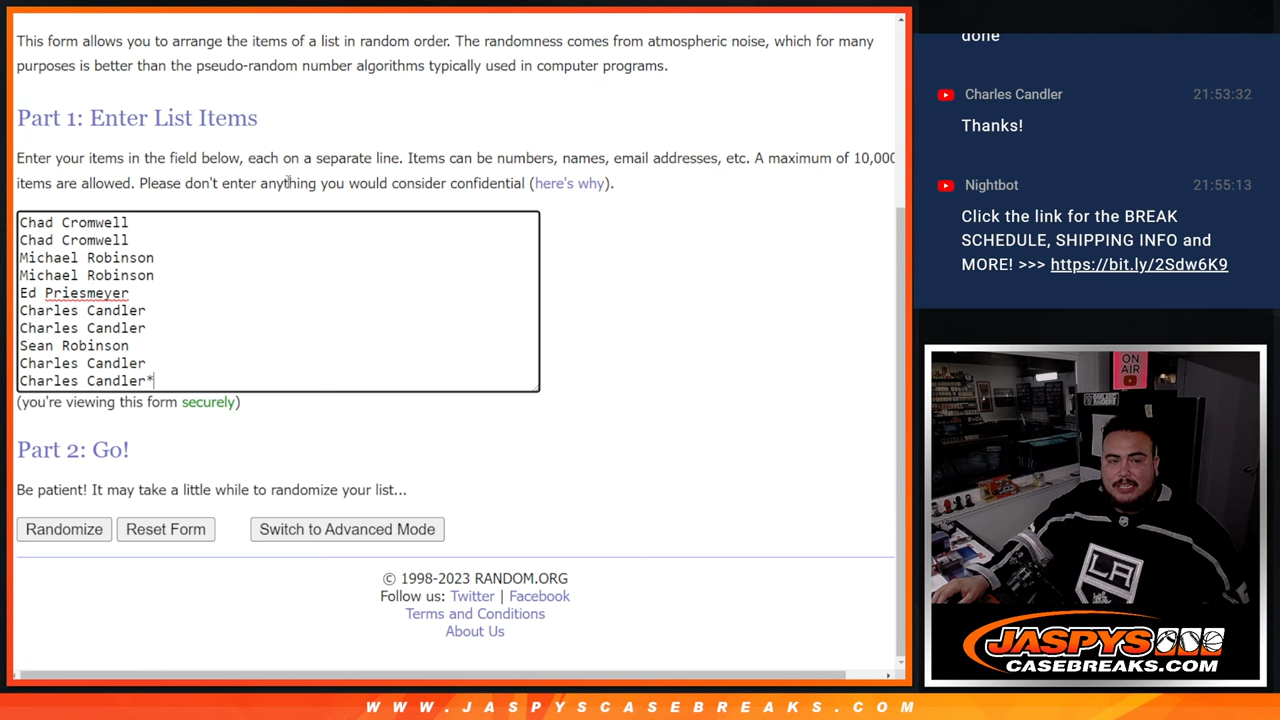 This form allows you to arrange the items of a list in random order. The randomness comes from atmospheric noise, which for many
purposes is better than the pseudo-random number algorithms typically used in computer programs.
Part 1: Enter List Items
Enter your items in the field below, each on a separate line. Items can be numbers, names, email addresses, etc. A maximum of 10,000
items are allowed. Please don't enter anything you would consider confidential (here's why).
Chad Cromwell
Chad Cromwell
Michael Robinson
Michael Robinson
Ed Priesmeyer
Charles Candler
Charles Candler
Sean Robinson
Charles Candler
Charles Candler*
(you're viewing this form securely)
Part 2: Go!
Be patient! It may take a little while to randomize your list...
Randomize
Reset Form
Switch to Advanced Mode
© 1998-2023 RANDOM.ORG
Follow us: Twitter | Facebook
Terms and Conditions
About Us
done
Charles Candler
21:53:32
Thanks!
Nightbot
21:55:13
Click the link for the BREAK
SCHEDULE, SHIPPING INFO and
MORE! >>> https://bit.ly/2Sdw6K9
ON
AIR
LA
JASPYS
CASEBREAKS.COM
WWW.JASPYSCASEBREAKS.COM